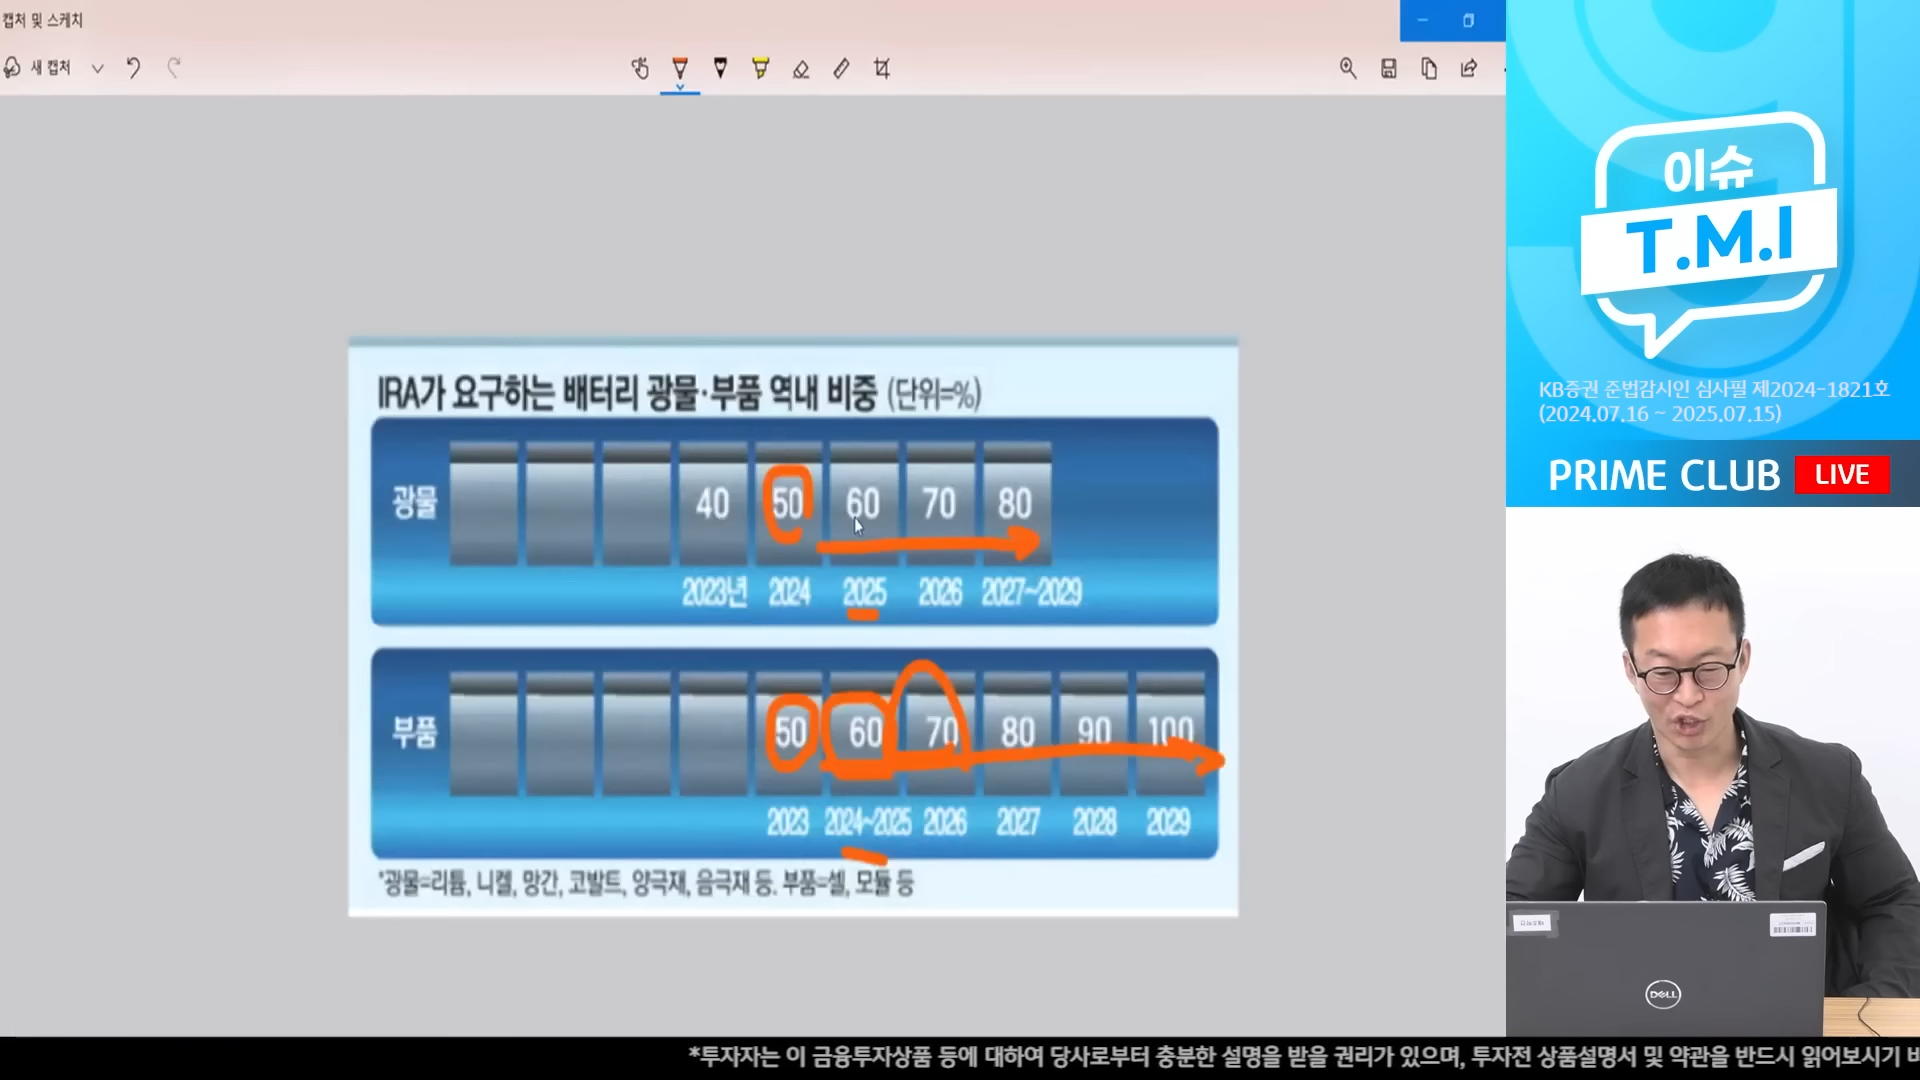 캡처 및 스케치
새 캡처
이슈
T.M.I
KB증권 준법감시인 심사필 제2024-1821호
(2024.07.16 ~ 2025.07.15)
PRIME CLUB LIVE
IRA가 요구하는 배터리 광물·부품 역내 비중 (단위=%)
광물 40 50 60 70 80
2023년 2024 2025 2026 2027~2029
부품 50 60 70 80 90 100
2023 2024~2025 2026 2027 2028 2029
*광물=리튬, 니켈, 망간, 코발트, 양극재, 음극재 등. 부품=셀, 모듈 등
DELL
*투자자는 이 금융투자상품 등에 대하여 당사로부터 충분한 설명을 받을 권리가 있으며, 투자전 상품설명서 및 약관을 반드시 읽어보시기